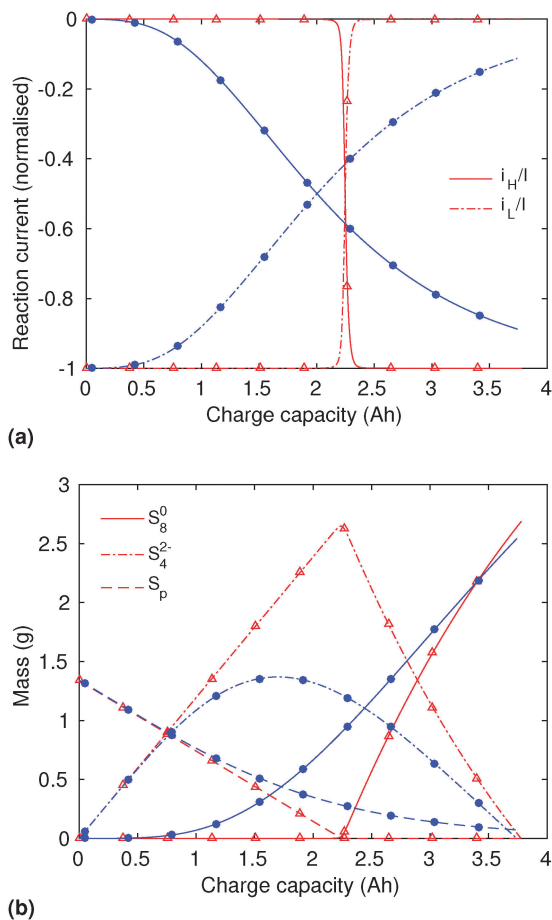 0
-0.2
-0.4
-0.6
-0.8
-1
Reaction current (normalised)
i_H/I
i_L/I
0 0.5 1 1.5 2 2.5 3 3.5 4
Charge capacity (Ah)
(a)
3
2.5
2
1.5
1
0.5
0
Mass (g)
S_8^0
S_4^2-
S_p
0 0.5 1 1.5 2 2.5 3 3.5 4
Charge capacity (Ah)
(b)